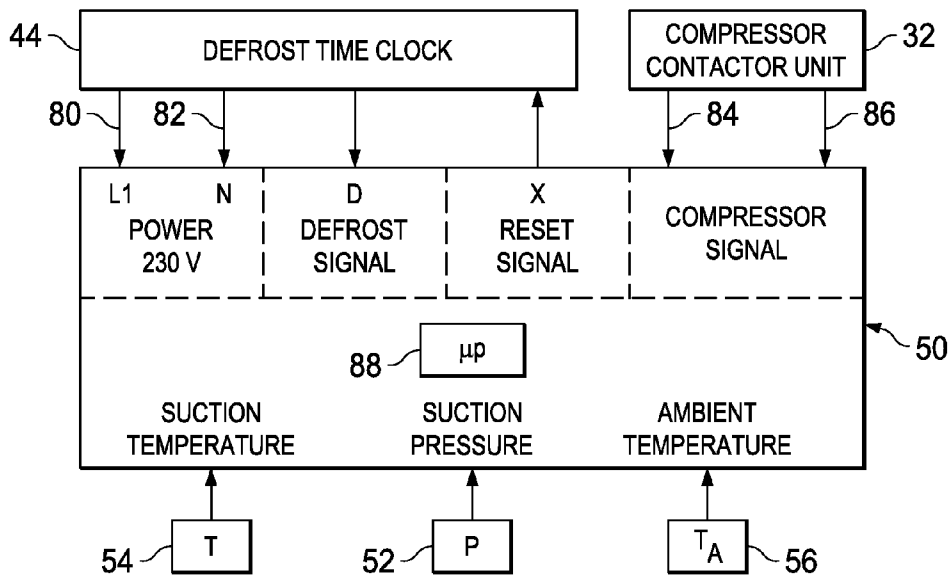 44
DEFROST TIME CLOCK
COMPRESSOR
CONTACTOR UNIT
32
80
82
84
86
L1
N
POWER
230 V
D
DEFROST
SIGNAL
X
RESET
SIGNAL
COMPRESSOR
SIGNAL
50
88
μp
SUCTION
TEMPERATURE
SUCTION
PRESSURE
AMBIENT
TEMPERATURE
54
T
52
P
TA
56